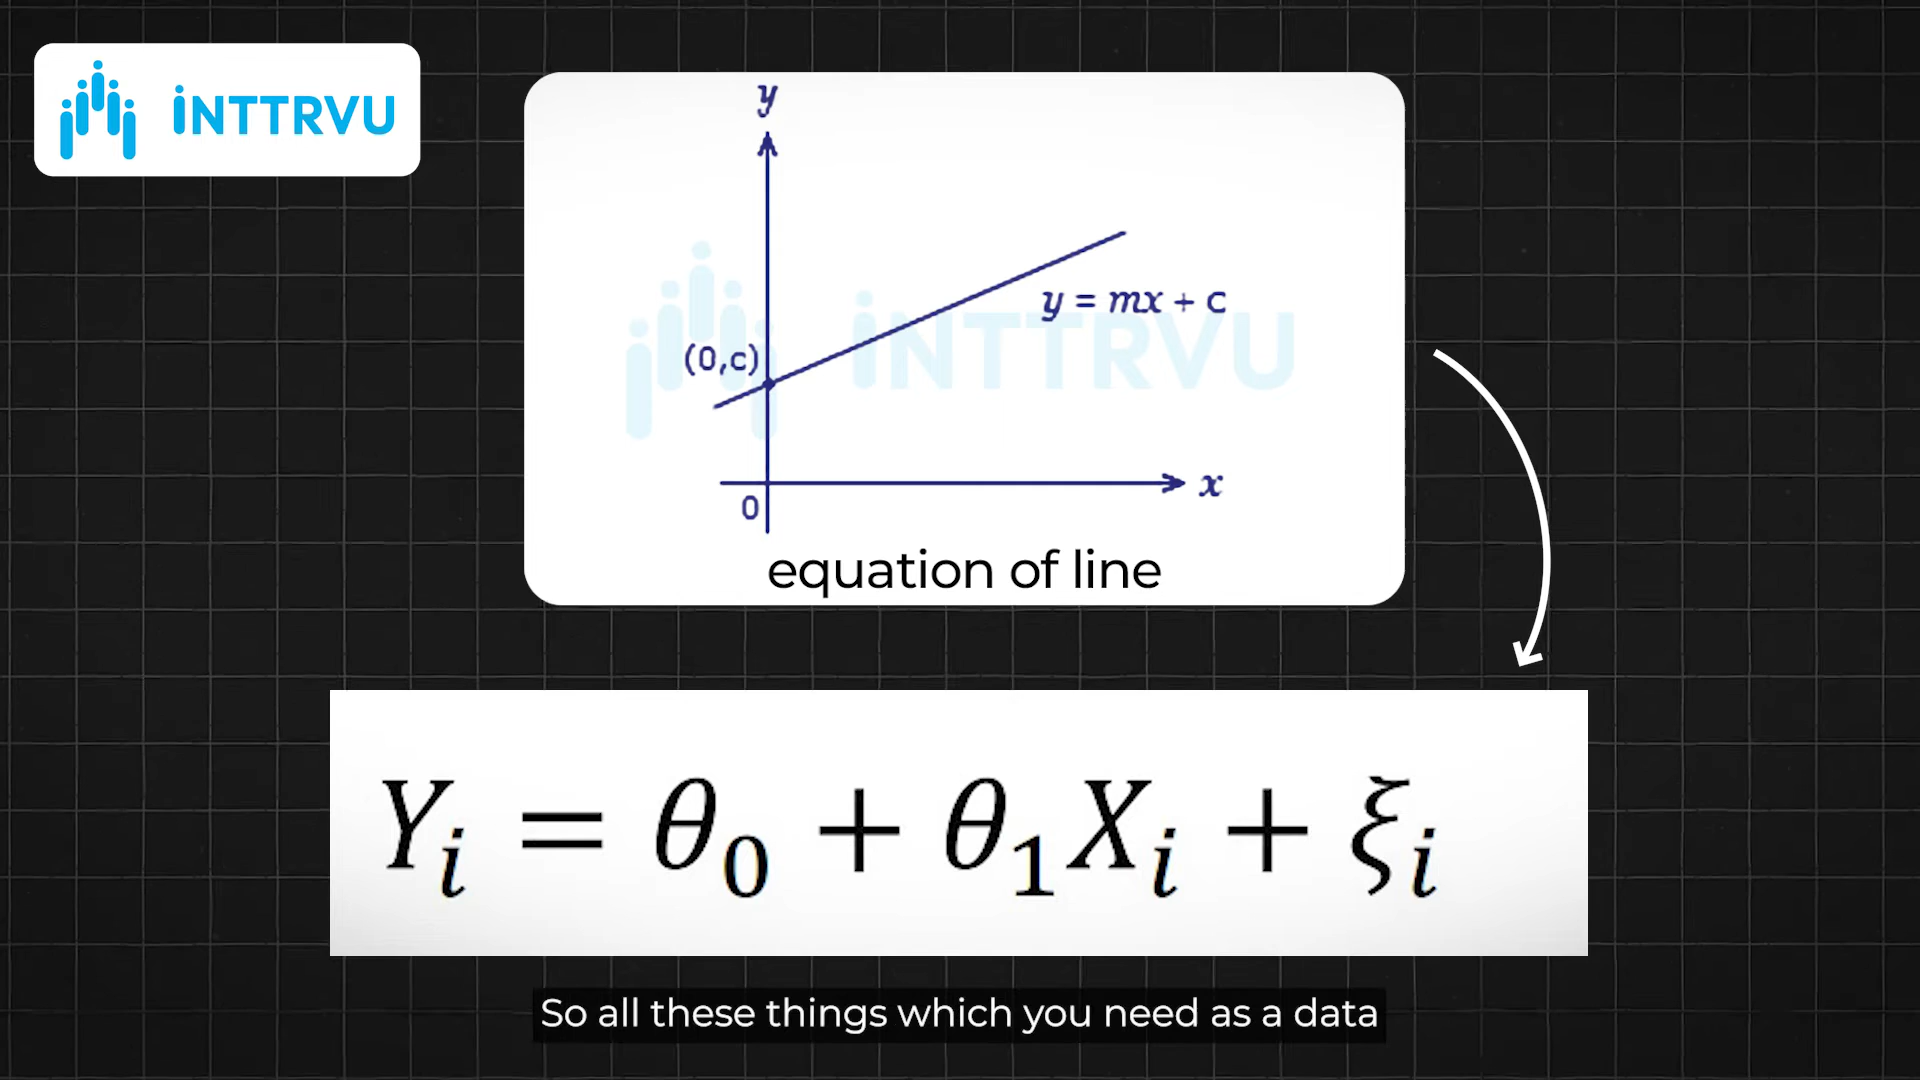 iNTTRVU
y
y = mx + c
(0,c)
iNTTRVU
0
x
equation of line
Yᵢ = θ₀ + θ₁Xᵢ + ξᵢ
So all these things which you need as a data